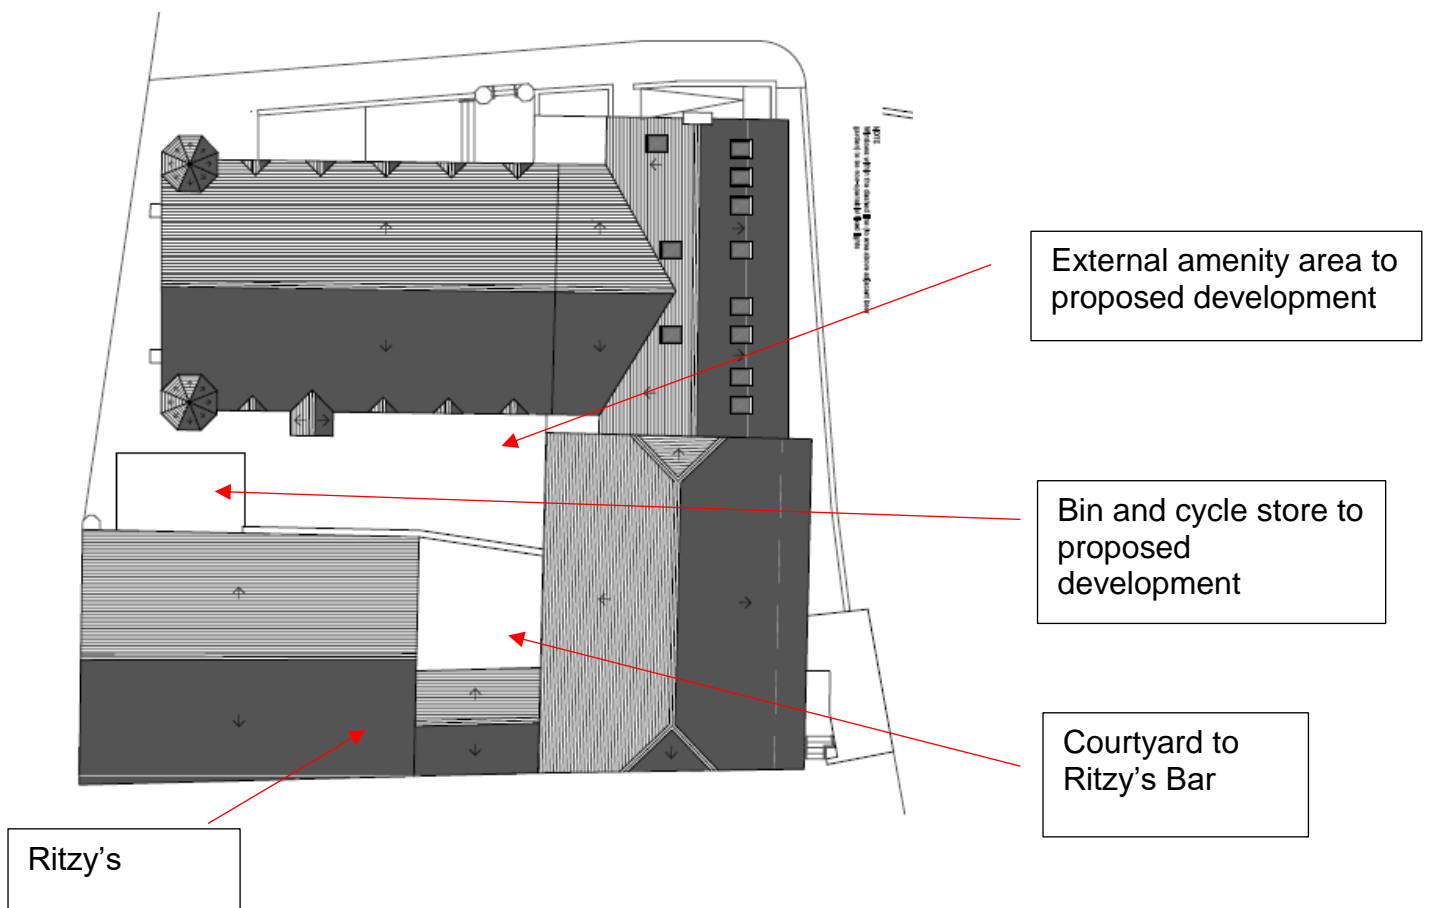 External amenity area to
proposed development
Bin and cycle store to
proposed
development
Courtyard to
Ritzy’s Bar
Ritzy’s